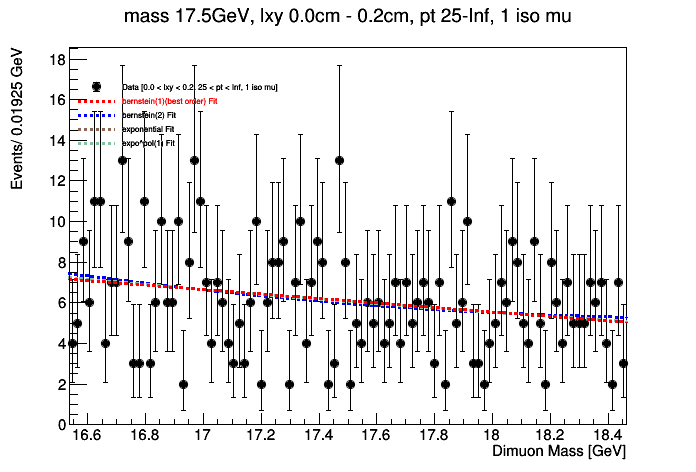 mass 17.5GeV, lxy 0.0cm - 0.2cm, pt 25-Inf, 1 iso mu
Events/ 0.01925 GeV
18
16
14
12
10
8
6
4
2
0
Data [0.0 < lxy < 0.2, 25 < pt < Inf, 1 iso mu]
bernstein(1)(best order) Fit
bernstein(2) Fit
exponential Fit
expo*pol(1) Fit
16.6 16.8 17 17.2 17.4 17.6 17.8 18 18.2 18.4
Dimuon Mass [GeV]